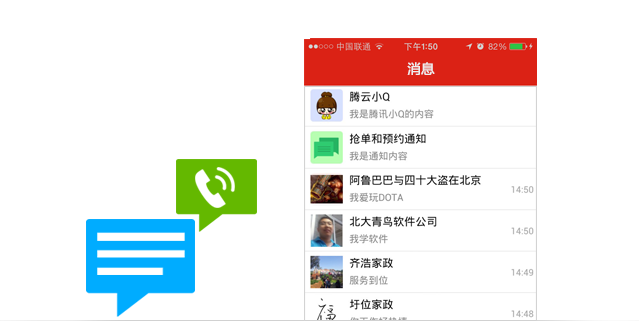 中国联通 下午1:50 82%
消息
腾云小Q
我是腾讯小Q的内容
抢单和预约通知
我是通知内容
阿鲁巴巴与四十大盗在北京
14:50
我爱玩DOTA
北大青鸟软件公司
14:50
我学软件
齐浩家政
14:49
服务到位
圩位家政
14:48
福